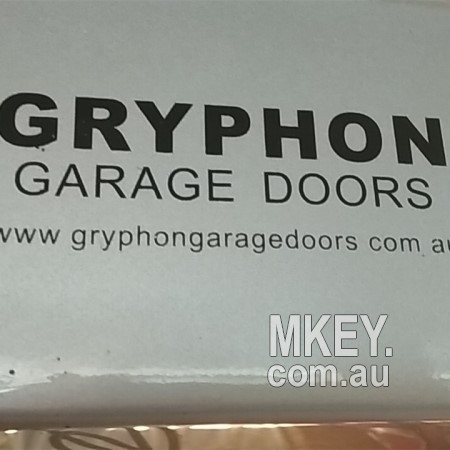 GRYPHON
GARAGE DOORS
www gryphongaragedoors com au
MKEY.
com.au